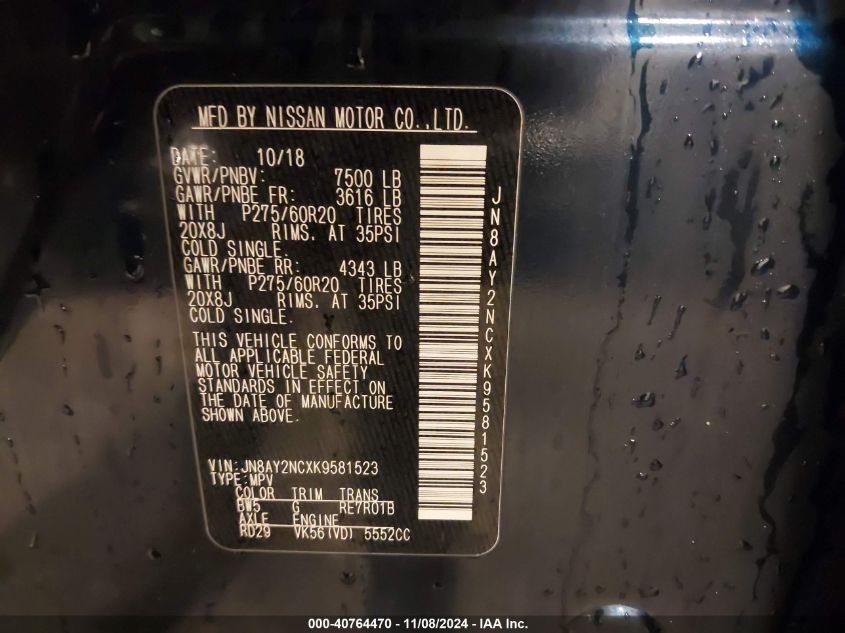 MFD BY NISSAN MOTOR CO.,LTD.
DATE: 10/18
GVWR/PNBV: 7500 LB
GAWR/PNBE FR: 3616 LB
WITH P275/60R20 TIRES
20X8J RIMS. AT 35PSI
COLD SINGLE.
GAWR/PNBE RR: 4343 LB
WITH P275/60R20 TIRES
20X8J RIMS. AT 35PSI
COLD SINGLE.
THIS VEHICLE CONFORMS TO
ALL APPLICABLE FEDERAL
MOTOR VEHICLE SAFETY
STANDARDS IN EFFECT ON
THE DATE OF MANUFACTURE
SHOWN ABOVE.
VIN:JN8AY2NCXK9581523
TYPE:MPV
COLOR TRIM TRANS
BW5 G RE7R01B
AXLE ENGINE
RD29 VK56(VD) 5552CC
JN8AY2NCXK9581523
000-40764470 - 11/08/2024 - IAA Inc.